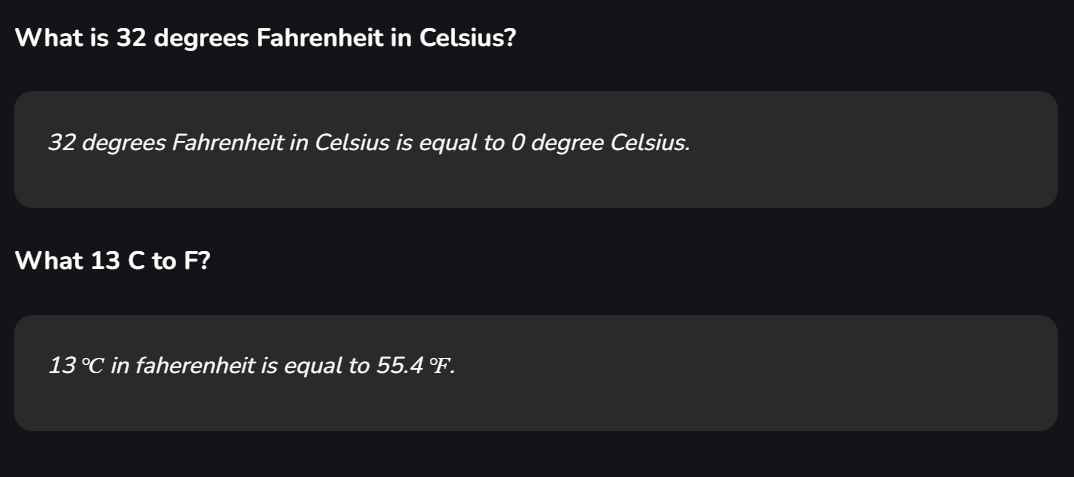 What is 32 degrees Fahrenheit in Celsius?
32 degrees Fahrenheit in Celsius is equal to 0 degree Celsius.
What 13 C to F?
13 ℃ in faherenheit is equal to 55.4 ℉.